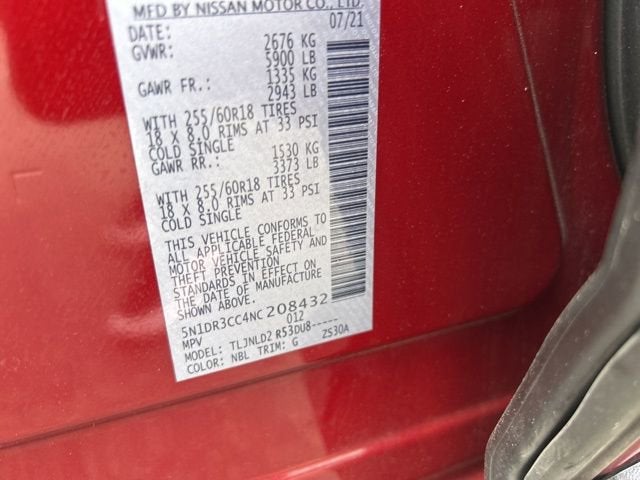 MFD BY NISSAN MOTOR CO., LTD.
DATE: 07/21
GVWR: 2676 KG
5900 LB
GAWR FR.: 1335 KG
2943 LB
WITH 255/60R18 TIRES
18 X 8.0 RIMS AT 33 PSI
COLD SINGLE
GAWR RR.: 1530 KG
3373 LB
WITH 255/60R18 TIRES
18 X 8.0 RIMS AT 33 PSI
COLD SINGLE
THIS VEHICLE CONFORMS TO
ALL APPLICABLE FEDERAL
MOTOR VEHICLE SAFETY AND
THEFT PREVENTION
STANDARDS IN EFFECT ON
THE DATE OF MANUFACTURE
SHOWN ABOVE.
5N1DR3CC4NC208432
MPV 012
MODEL: TLJNLD2 R53DU8-----
COLOR: NBL TRIM: G ZS30A